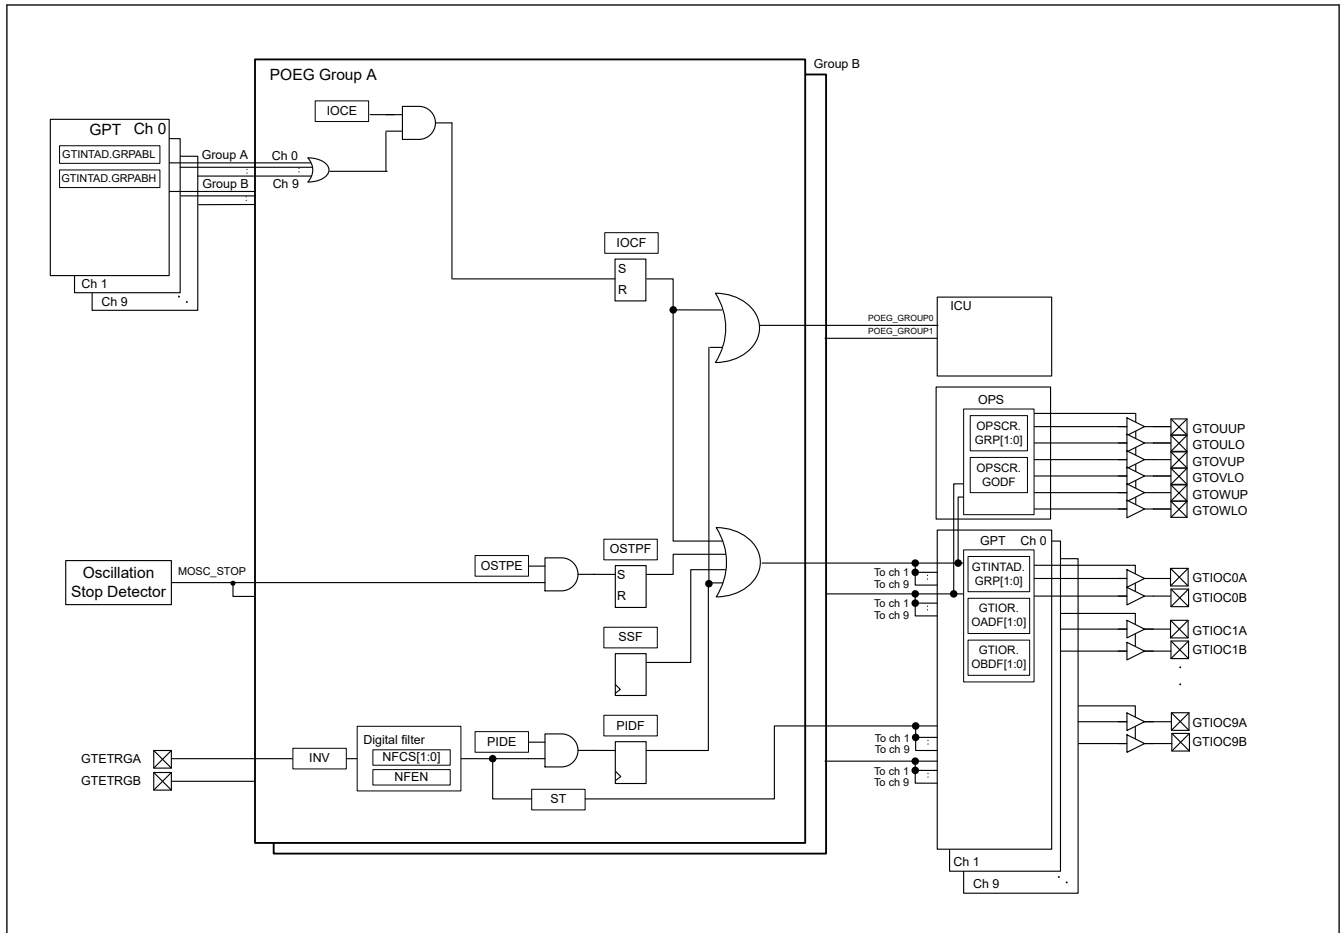 Group B
POEG Group A
IOCE
GPT Ch 0
GTINTAD.GRPABL
GTINTAD.GRPABH
Group A
:
Group B
:
Ch 0
:
Ch 9
Ch 1
Ch 9
IOCF
S
R
POEG_GROUP0
POEG_GROUP1
ICU
OPS
OPSCR.
GRP[1:0]
OPSCR.
GODF
GTOUUP
GTOULO
GTOVUP
GTOVLO
GTOWUP
GTOWLO
Oscillation
Stop Detector
MOSC_STOP
OSTPE
OSTPF
S
R
SSF
To ch 1
:
To ch 9
To ch 1
:
To ch 9
GPT Ch 0
GTINTAD.
GRP[1:0]
GTIOR.
OADF[1:0]
GTIOR.
OBDF[1:0]
GTIOC0A
GTIOC0B
GTIOC1A
GTIOC1B
GTIOC9A
GTIOC9B
GTETRGA
GTETRGB
INV
Digital filter
NFCS[1:0]
NFEN
PIDE
PIDF
ST
To ch 1
:
To ch 9
To ch 1
:
To ch 9
Ch 1
Ch 9